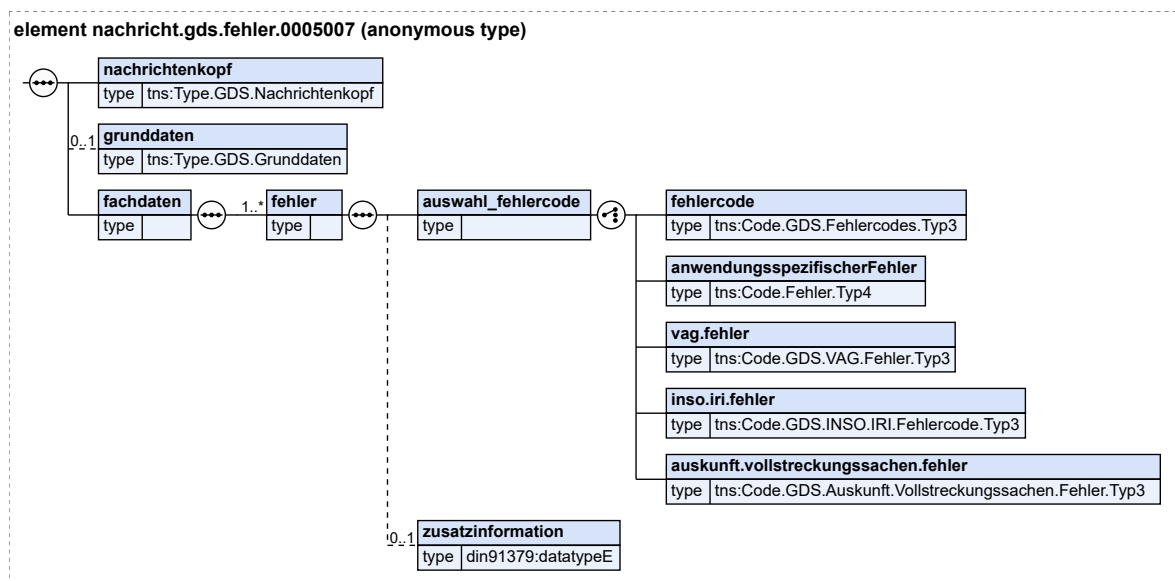 element nachricht.gds.fehler.0005007 (anonymous type)
nachrichtenkopf
type tns:Type.GDS.Nachrichtenkopf
0..1 grunddaten
type tns:Type.GDS.Grunddaten
fachdaten
type
1..* fehler
type
auswahl_fehlercode
type
fehlercode
type tns:Code.GDS.Fehlercodes.Typ3
anwendungsspezifischerFehler
type tns:Code.Fehler.Typ4
vag.fehler
type tns:Code.GDS.VAG.Fehler.Typ3
inso.iri.fehler
type tns:Code.GDS.INSO.IRI.Fehlercode.Typ3
auskunft.vollstreckungssachen.fehler
type tns:Code.GDS.Auskunft.Vollstreckungssachen.Fehler.Typ3
0..1 zusatzinformation
type din91379:datatypeE